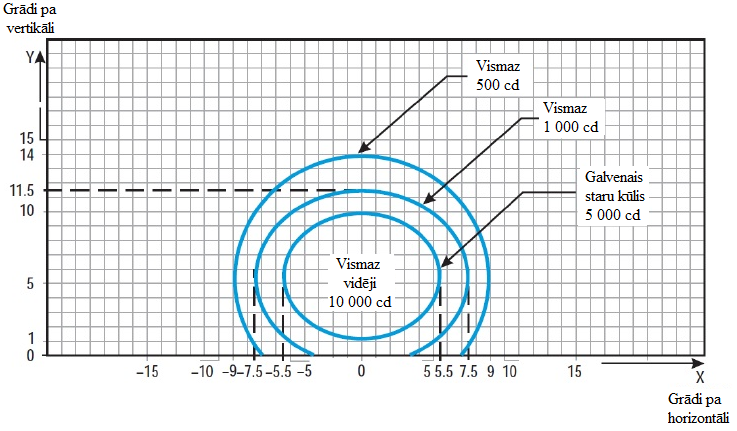 Grādi pa
vertikāli
Y
Vismaz
500 cd
Vismaz
1 000 cd
Galvenais
staru kūlis
5 000 cd
15
14
11.5
10
5
1
0
Vismaz
vidēji
10 000 cd
–15 –10 –9 –7.5 –5.5 –5 0 5 5.5 7.5 9 10 15
X
Grādi pa
horizontāli